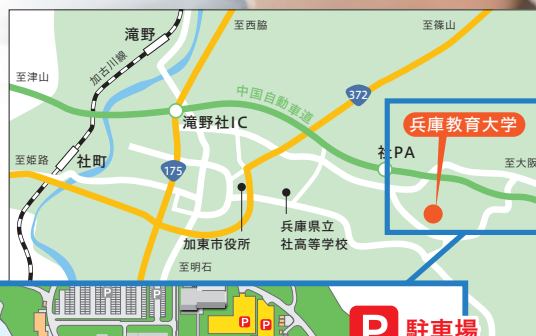 至西脇
至篠山
滝野
加古川線
至津山
中国自動車道
372
滝野社IC
兵庫教育大学
社PA
至姫路
社町
至大阪
175
加東市役所
兵庫県立
社高等学校
至明石
P
P
P
P
P 駐車場